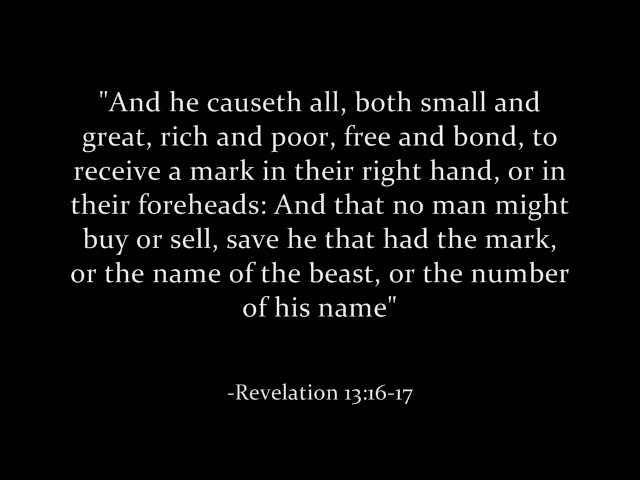 "And he causeth all, both small and
great, rich and poor, free and bond, to
receive a mark in their right hand, or in
their foreheads: And that no man might
buy or sell, save he that had the mark,
or the name of the beast, or the number
of his name"
-Revelation 13:16-17